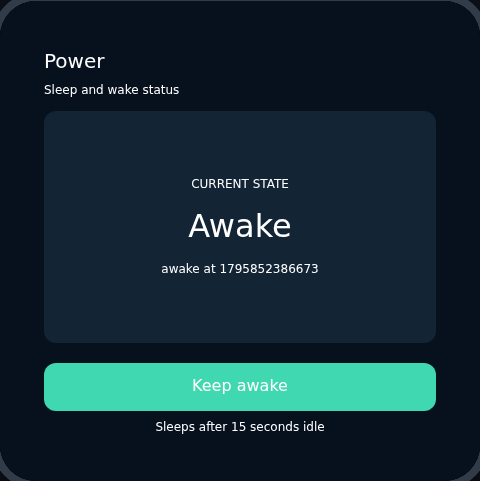 Power
Sleep and wake status
CURRENT STATE
Awake
awake at 1795852386673
Keep awake
Sleeps after 15 seconds idle